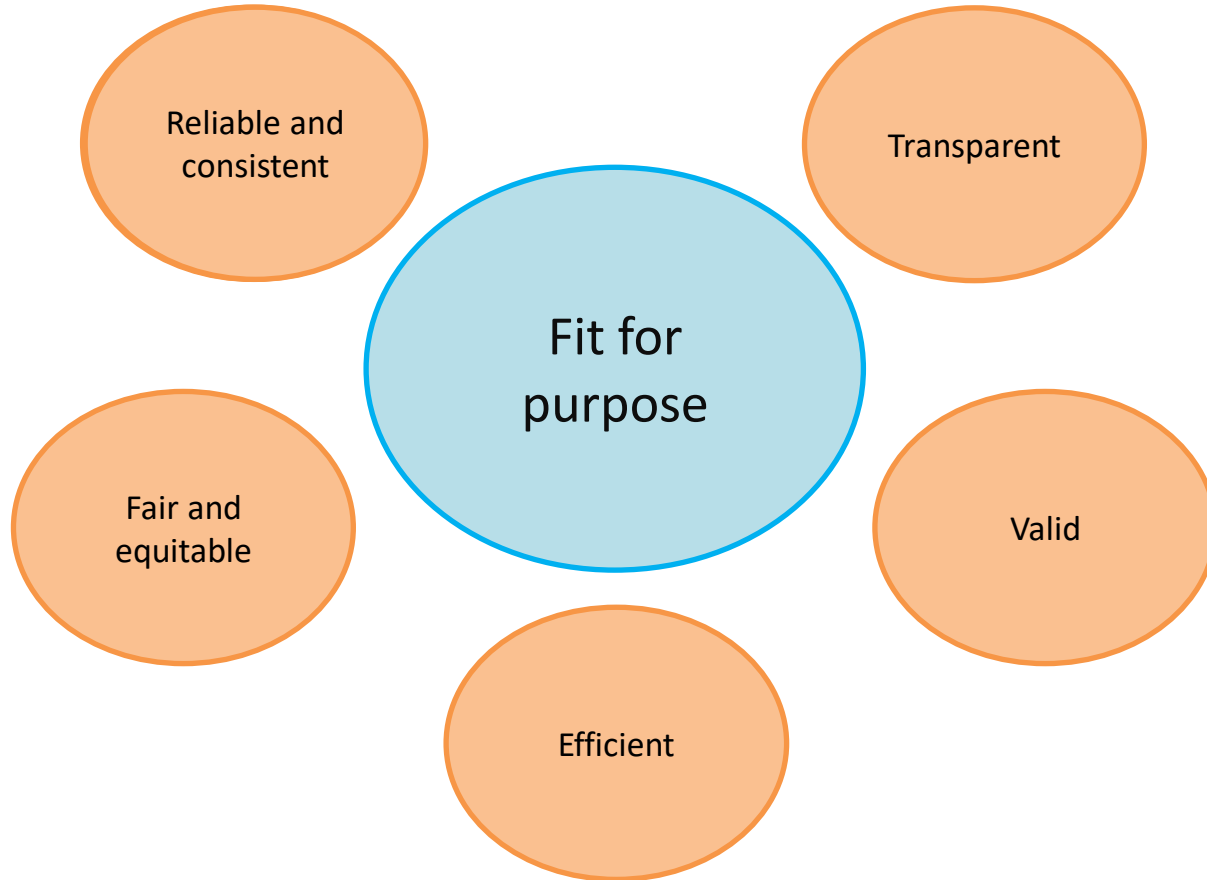 Reliable and
consistent
Transparent
Fit for
purpose
Fair and
equitable
Valid
Efficient